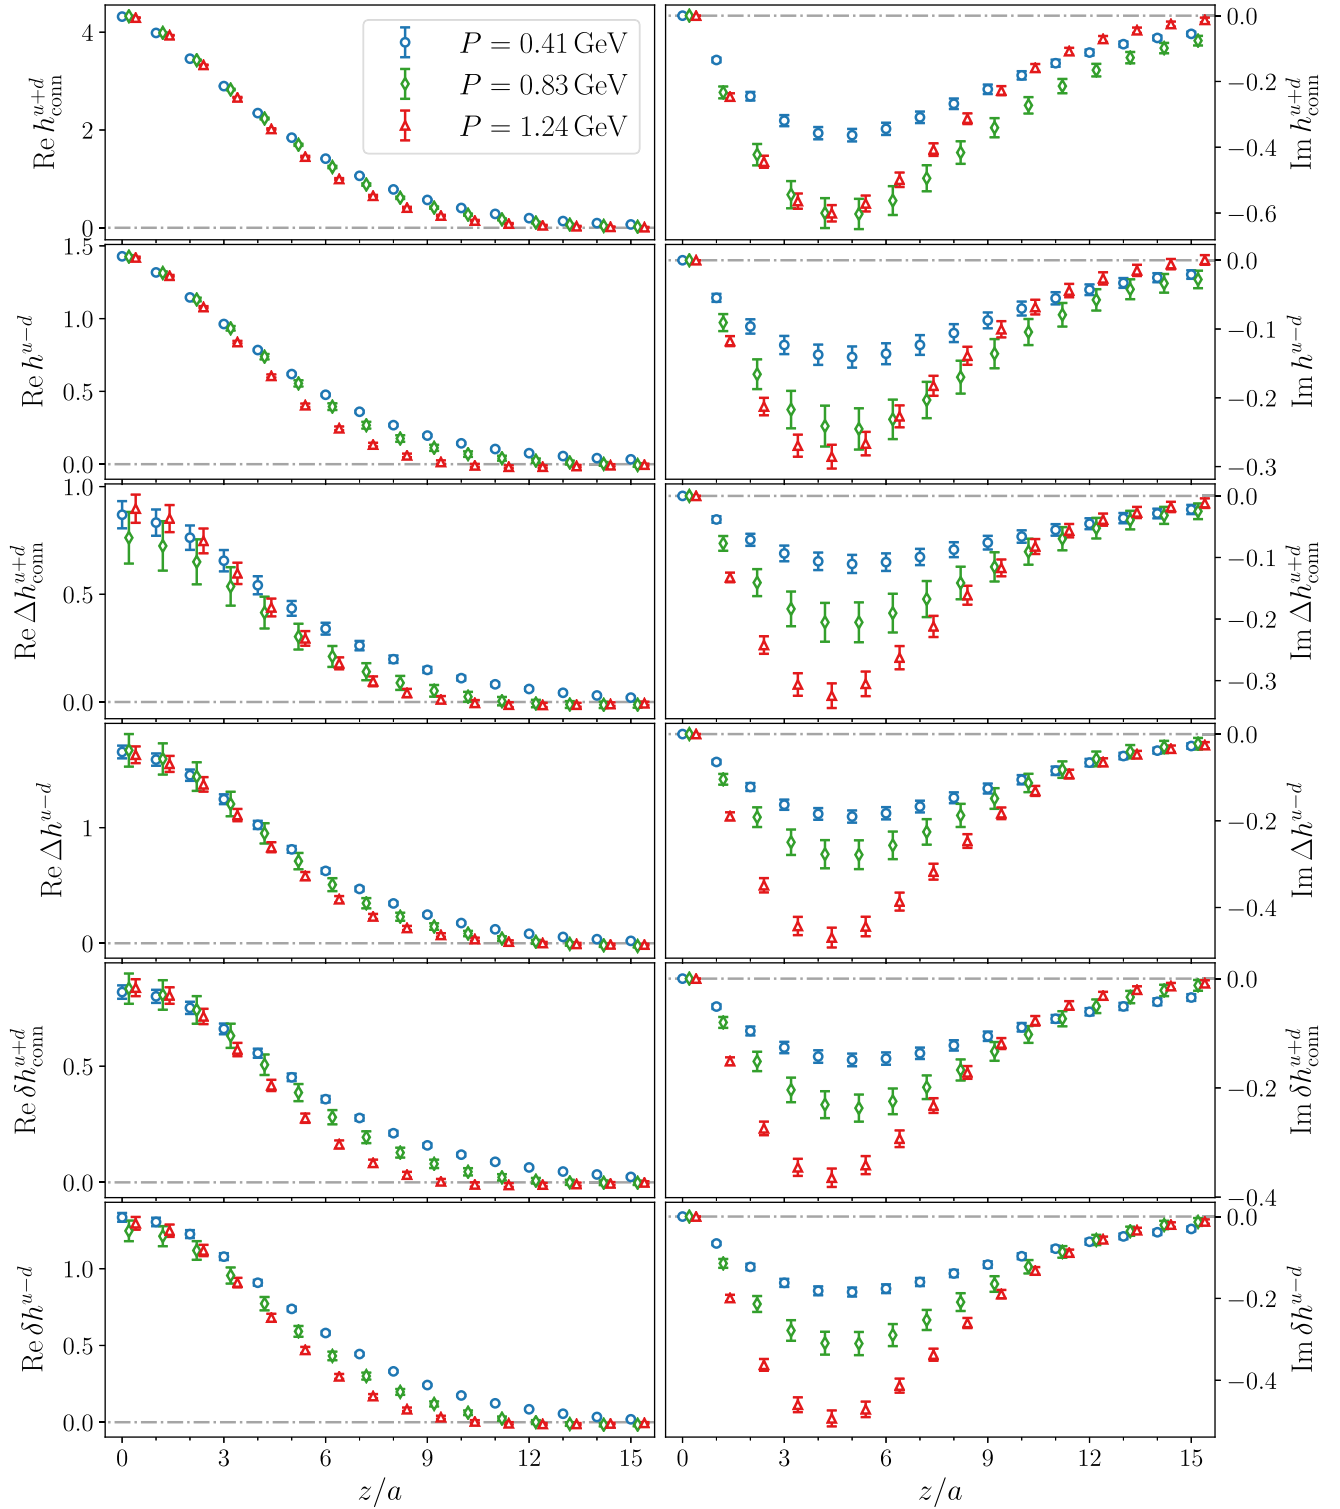 Re h^{u+d}_{conn}
4
2
0
P = 0.41 GeV
P = 0.83 GeV
P = 1.24 GeV
0.0
−0.2
−0.4
−0.6
Im h^{u+d}_{conn}
Re h^{u−d}
1.5
1.0
0.5
0.0
0.0
−0.1
−0.2
−0.3
Im h^{u−d}
Re Δh^{u+d}_{conn}
1.0
0.5
0.0
0.0
−0.1
−0.2
−0.3
Im Δh^{u+d}_{conn}
Re Δh^{u−d}
1
0
0.0
−0.2
−0.4
Im Δh^{u−d}
Re δh^{u+d}_{conn}
0.5
0.0
0.0
−0.2
−0.4
Im δh^{u+d}_{conn}
Re δh^{u−d}
1.0
0.5
0.0
0.0
−0.2
−0.4
Im δh^{u−d}
0 3 6 9 12 15
0 3 6 9 12 15
z/a
z/a